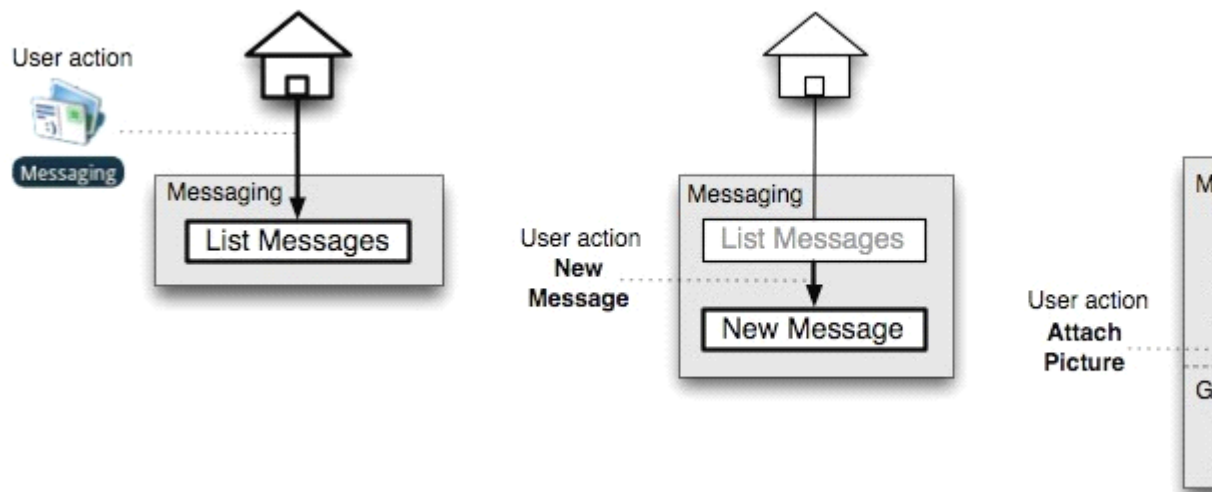 User action
Messaging
Messaging
List Messages
Messaging
List Messages
User action
New
Message
New Message
User action
Attach
Picture
M
G